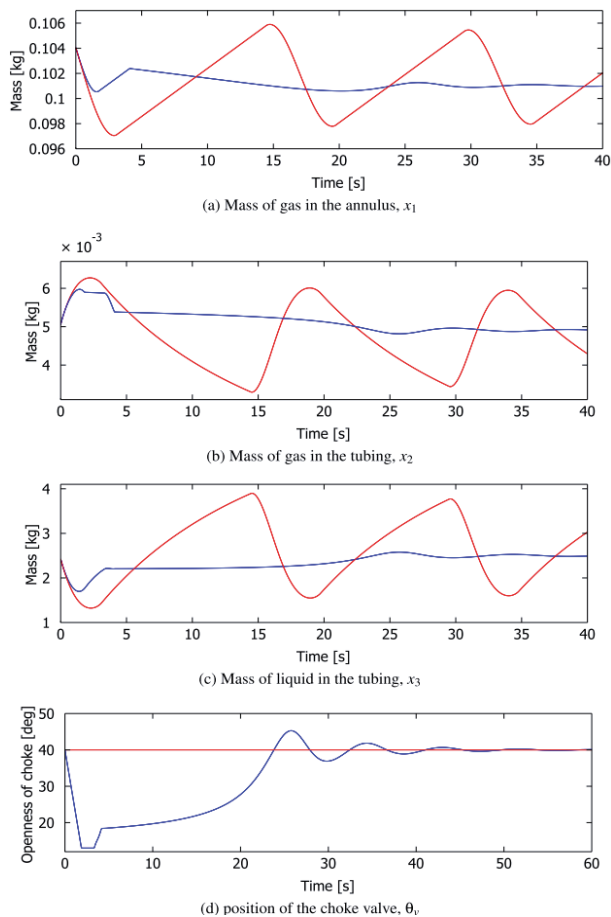 0.106
0.104
0.102
0.1
0.098
0.096
Mass [kg]
0 5 10 15 20 25 30 35 40
Time [s]
(a) Mass of gas in the annulus, x₁
× 10⁻³
6
5
4
Mass [kg]
0 5 10 15 20 25 30 35 40
Time [s]
(b) Mass of gas in the tubing, x₂
4
3
2
1
Mass [kg]
0 5 10 15 20 25 30 35 40
Time [s]
(c) Mass of liquid in the tubing, x₃
50
40
30
20
Openness of choke [deg]
0 10 20 30 40 50 60
Time [s]
(d) position of the choke valve, θᵥ